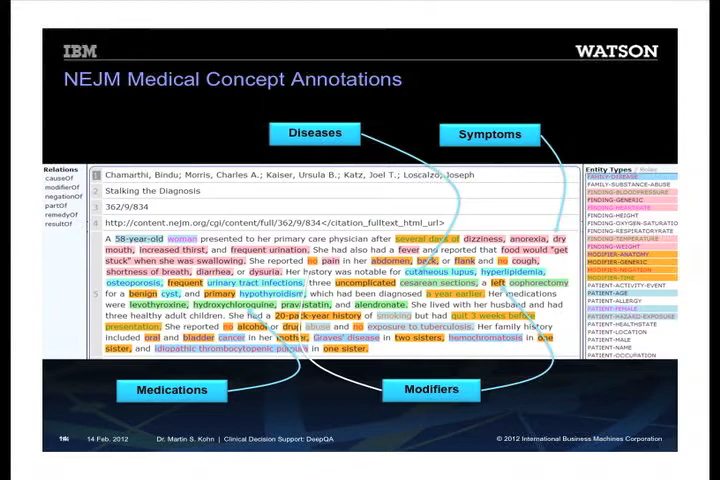 IBM
WATSON
NEJM Medical Concept Annotations
Diseases
Symptoms
Relations
causeOf
modifierOf
negationOf
partOf
remedyOf
resultOf
1 Chamarthi, Bindu; Morris, Charles A.; Kaiser, Ursula B.; Katz, Joel T.; Loscalzo, Joseph
2 Stalking the Diagnosis
3 362/9/834
4 http://content.nejm.org/cgi/content/full/362/9/834</citation_fulltext_html_url>
A 58-year-old woman presented to her primary care physician after several days of dizziness, anorexia, dry
mouth, increased thirst, and frequent urination. She had also had a fever and reported that food would "get
stuck" when she was swallowing. She reported no pain in her abdomen, back, or flank and no cough,
shortness of breath, diarrhea, or dysuria. Her history was notable for cutaneous lupus, hyperlipidemia,
osteoporosis, frequent urinary tract infections, three uncomplicated cesarean sections, a left oophorectomy
5 for a benign cyst, and primary hypothyroidism, which had been diagnosed a year earlier. Her medications
were levothyroxine, hydroxychloroquine, pravastatin, and alendronate. She lived with her husband and had
three healthy adult children. She had a 20-pack-year history of smoking but had quit 3 weeks before
presentation. She reported no alcohol or drug abuse and no exposure to tuberculosis. Her family history
included oral and bladder cancer in her mother, Graves' disease in two sisters, hemochromatosis in one
sister, and idiopathic thrombocytopenic purpura in one sister.
Entity Types / Roles
FAMILY-DISEASE
FAMILY-SUBSTANCE-ABUSE
FINDING-BLOODPRESSURE
FINDING-GENERIC
FINDING-HEARTRATE
FINDING-HEIGHT
FINDING-OXYGEN-SATURATIO
FINDING-RESPIRATORYRATE
FINDING-TEMPERATURE
FINDING-WEIGHT
MODIFIER-ANATOMY
MODIFIER-GENERIC
MODIFIER-NEGATION
MODIFIER-TIME
PATIENT-ACTIVITY-EVENT
PATIENT-AGE
PATIENT-ALLERGY
PATIENT-FEMALE
PATIENT-HAZARD-EXPOSURE
PATIENT-HEALTHSTATE
PATIENT-LOCATION
PATIENT-MALE
PATIENT-NAME
PATIENT-OCCUPATION
Medications
Modifiers
14 Feb. 2012
Dr. Martin S. Kohn | Clinical Decision Support: DeepQA
© 2012 International Business Machines Corporation